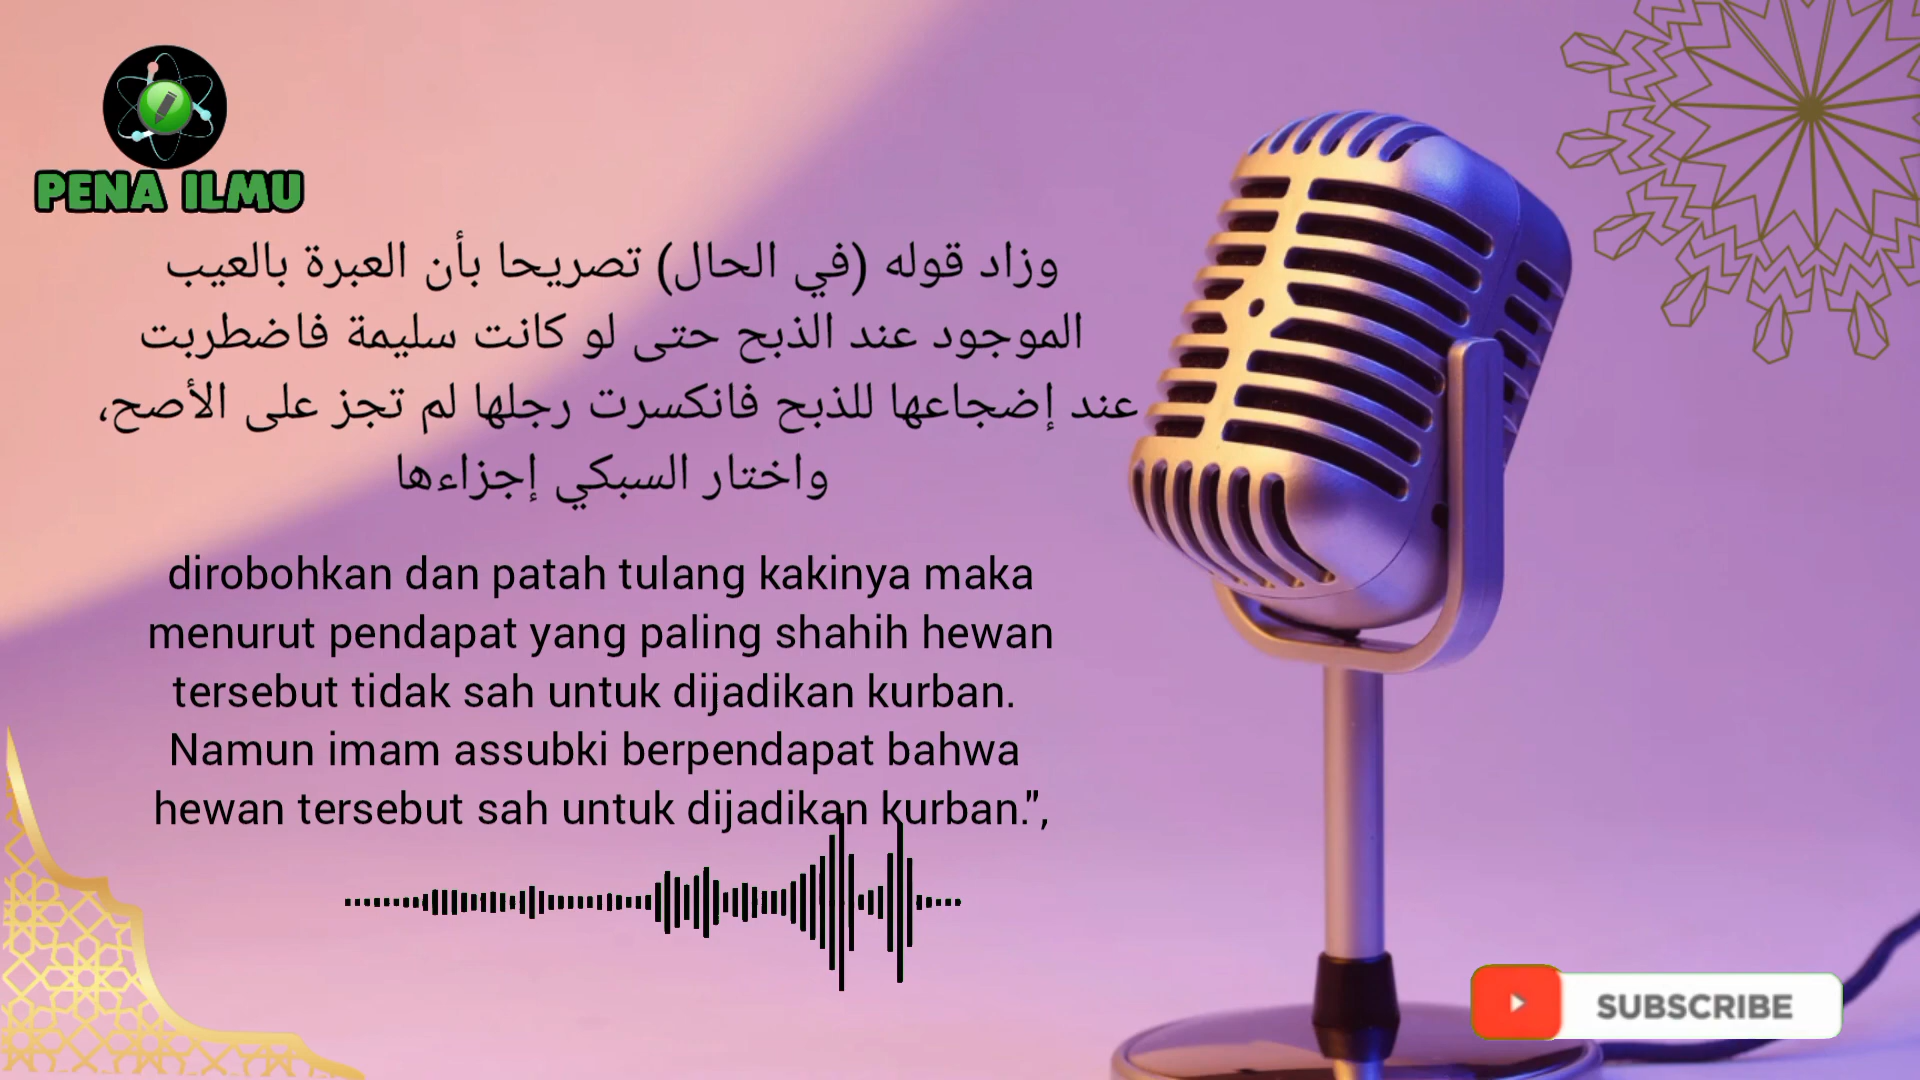 PENA ILMU
وزاد قوله (في الحال) تصريحا بأن العبرة بالعيب
الموجود عند الذبح حتى لو كانت سليمة فاضطربت
عند إضجاعها للذبح فانكسرت رجلها لم تجز على الأصح،
واختار السبكي إجزاءها
dirobohkan dan patah tulang kakinya maka
menurut pendapat yang paling shahih hewan
tersebut tidak sah untuk dijadikan kurban.
Namun imam assubki berpendapat bahwa
hewan tersebut sah untuk dijadikan kurban.",
SUBSCRIBE